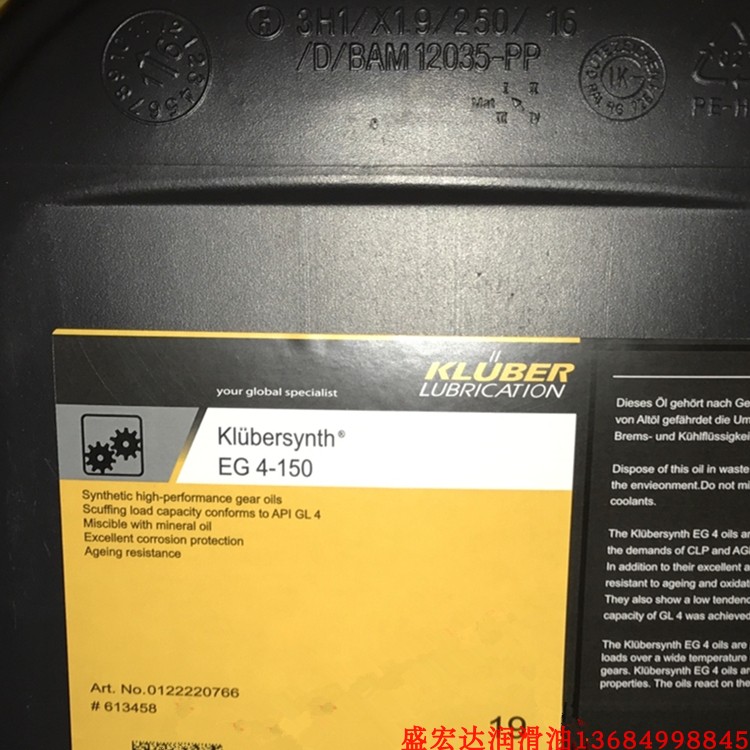 3H1/X1.9/250/16
/D/BAM 12035-PP
Mat
I II
III IV
PE-H
your global specialist
KLÜBER
LUBRICATION
Klübersynth®
EG 4-150
Synthetic high-performance gear oils
Scuffing load capacity conforms to API GL 4
Miscible with mineral oil
Excellent corrosion protection
Ageing resistance
Art. No.0122220766
# 613458
19
Dieses Öl gehört nach Ge
von Altöl gefährdet die Um
Brems- und Kühlflüssigkei
Dispose of this oil in waste
the envieonment.Do not mi
coolants.
The Klübersynth EG 4 oils ar
the demands of CLP and AG
In addition to their excellent a
resistant to ageing and oxidat
They also show a low tendenc
capacity of GL 4 was achieved
The Klübersynth EG 4 oils are
loads over a wide temperature
gears. Klübersynth EG 4 oils ar
properties. The oils react on the
盛宏达润滑油13684998845